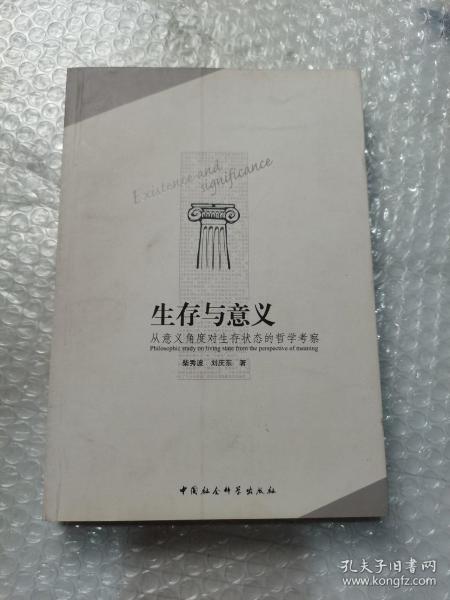 Existence and
significance
生存与意义
从意义角度对生存状态的哲学考察
Philosophic study on living state from the perspective of meaning
柴秀波 刘庆东 著
中国社会科学出版社
孔夫子旧书网
www.kongfz.com